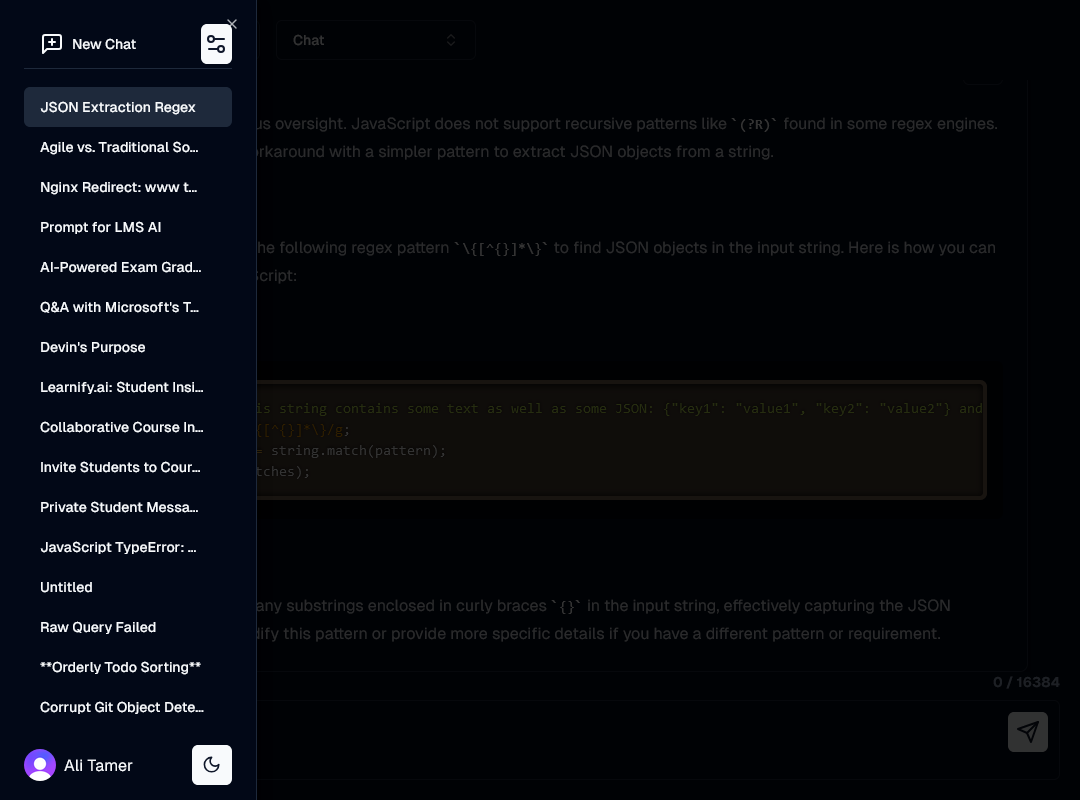 New Chat
JSON Extraction Regex
Agile vs. Traditional So...
Nginx Redirect: www t...
Prompt for LMS AI
AI-Powered Exam Grad...
Q&A with Microsoft's T...
Devin's Purpose
Learnify.ai: Student Insi...
Collaborative Course In...
Invite Students to Cour...
Private Student Messa...
JavaScript TypeError: ...
Untitled
Raw Query Failed
**Orderly Todo Sorting**
Corrupt Git Object Dete...
Ali Tamer
Chat
us oversight. JavaScript does not support recursive patterns like `(?R)` found in some regex engines.
rkaround with a simpler pattern to extract JSON objects from a string.
he following regex pattern `\{[^{}]*\}` to find JSON objects in the input string. Here is how you can
Script:
is string contains some text as well as some JSON: {"key1": "value1", "key2": "value2"} and
{[^{}]*\}/g;
= string.match(pattern);
tches);
any substrings enclosed in curly braces `{}` in the input string, effectively capturing the JSON
dify this pattern or provide more specific details if you have a different pattern or requirement.
0 / 16384